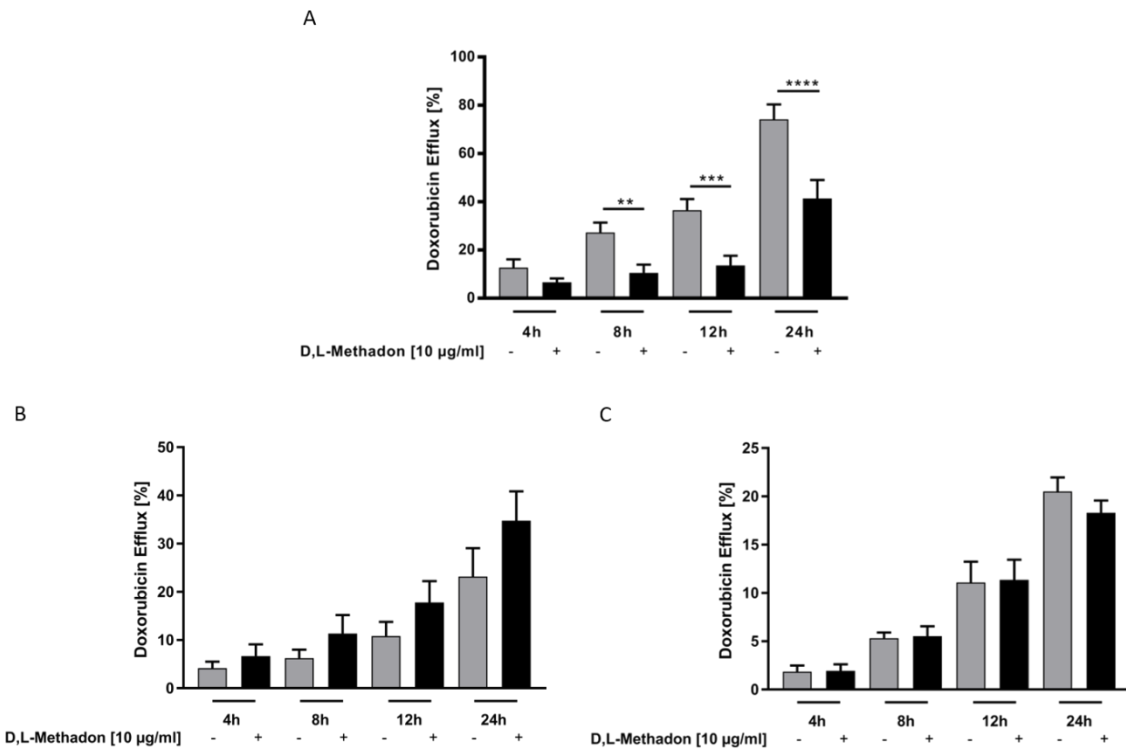 A
Doxorubicin Efflux [%]
100
80
60
40
20
0
**
***
****
4h 8h 12h 24h
D,L-Methadon [10 µg/ml] - + - + - + - +
B
Doxorubicin Efflux [%]
50
40
30
20
10
0
4h 8h 12h 24h
D,L-Methadon [10 µg/ml] - + - + - + - +
C
Doxorubicin Efflux [%]
25
20
15
10
5
0
4h 8h 12h 24h
D,L-Methadon [10 µg/ml] - + - + - + - +